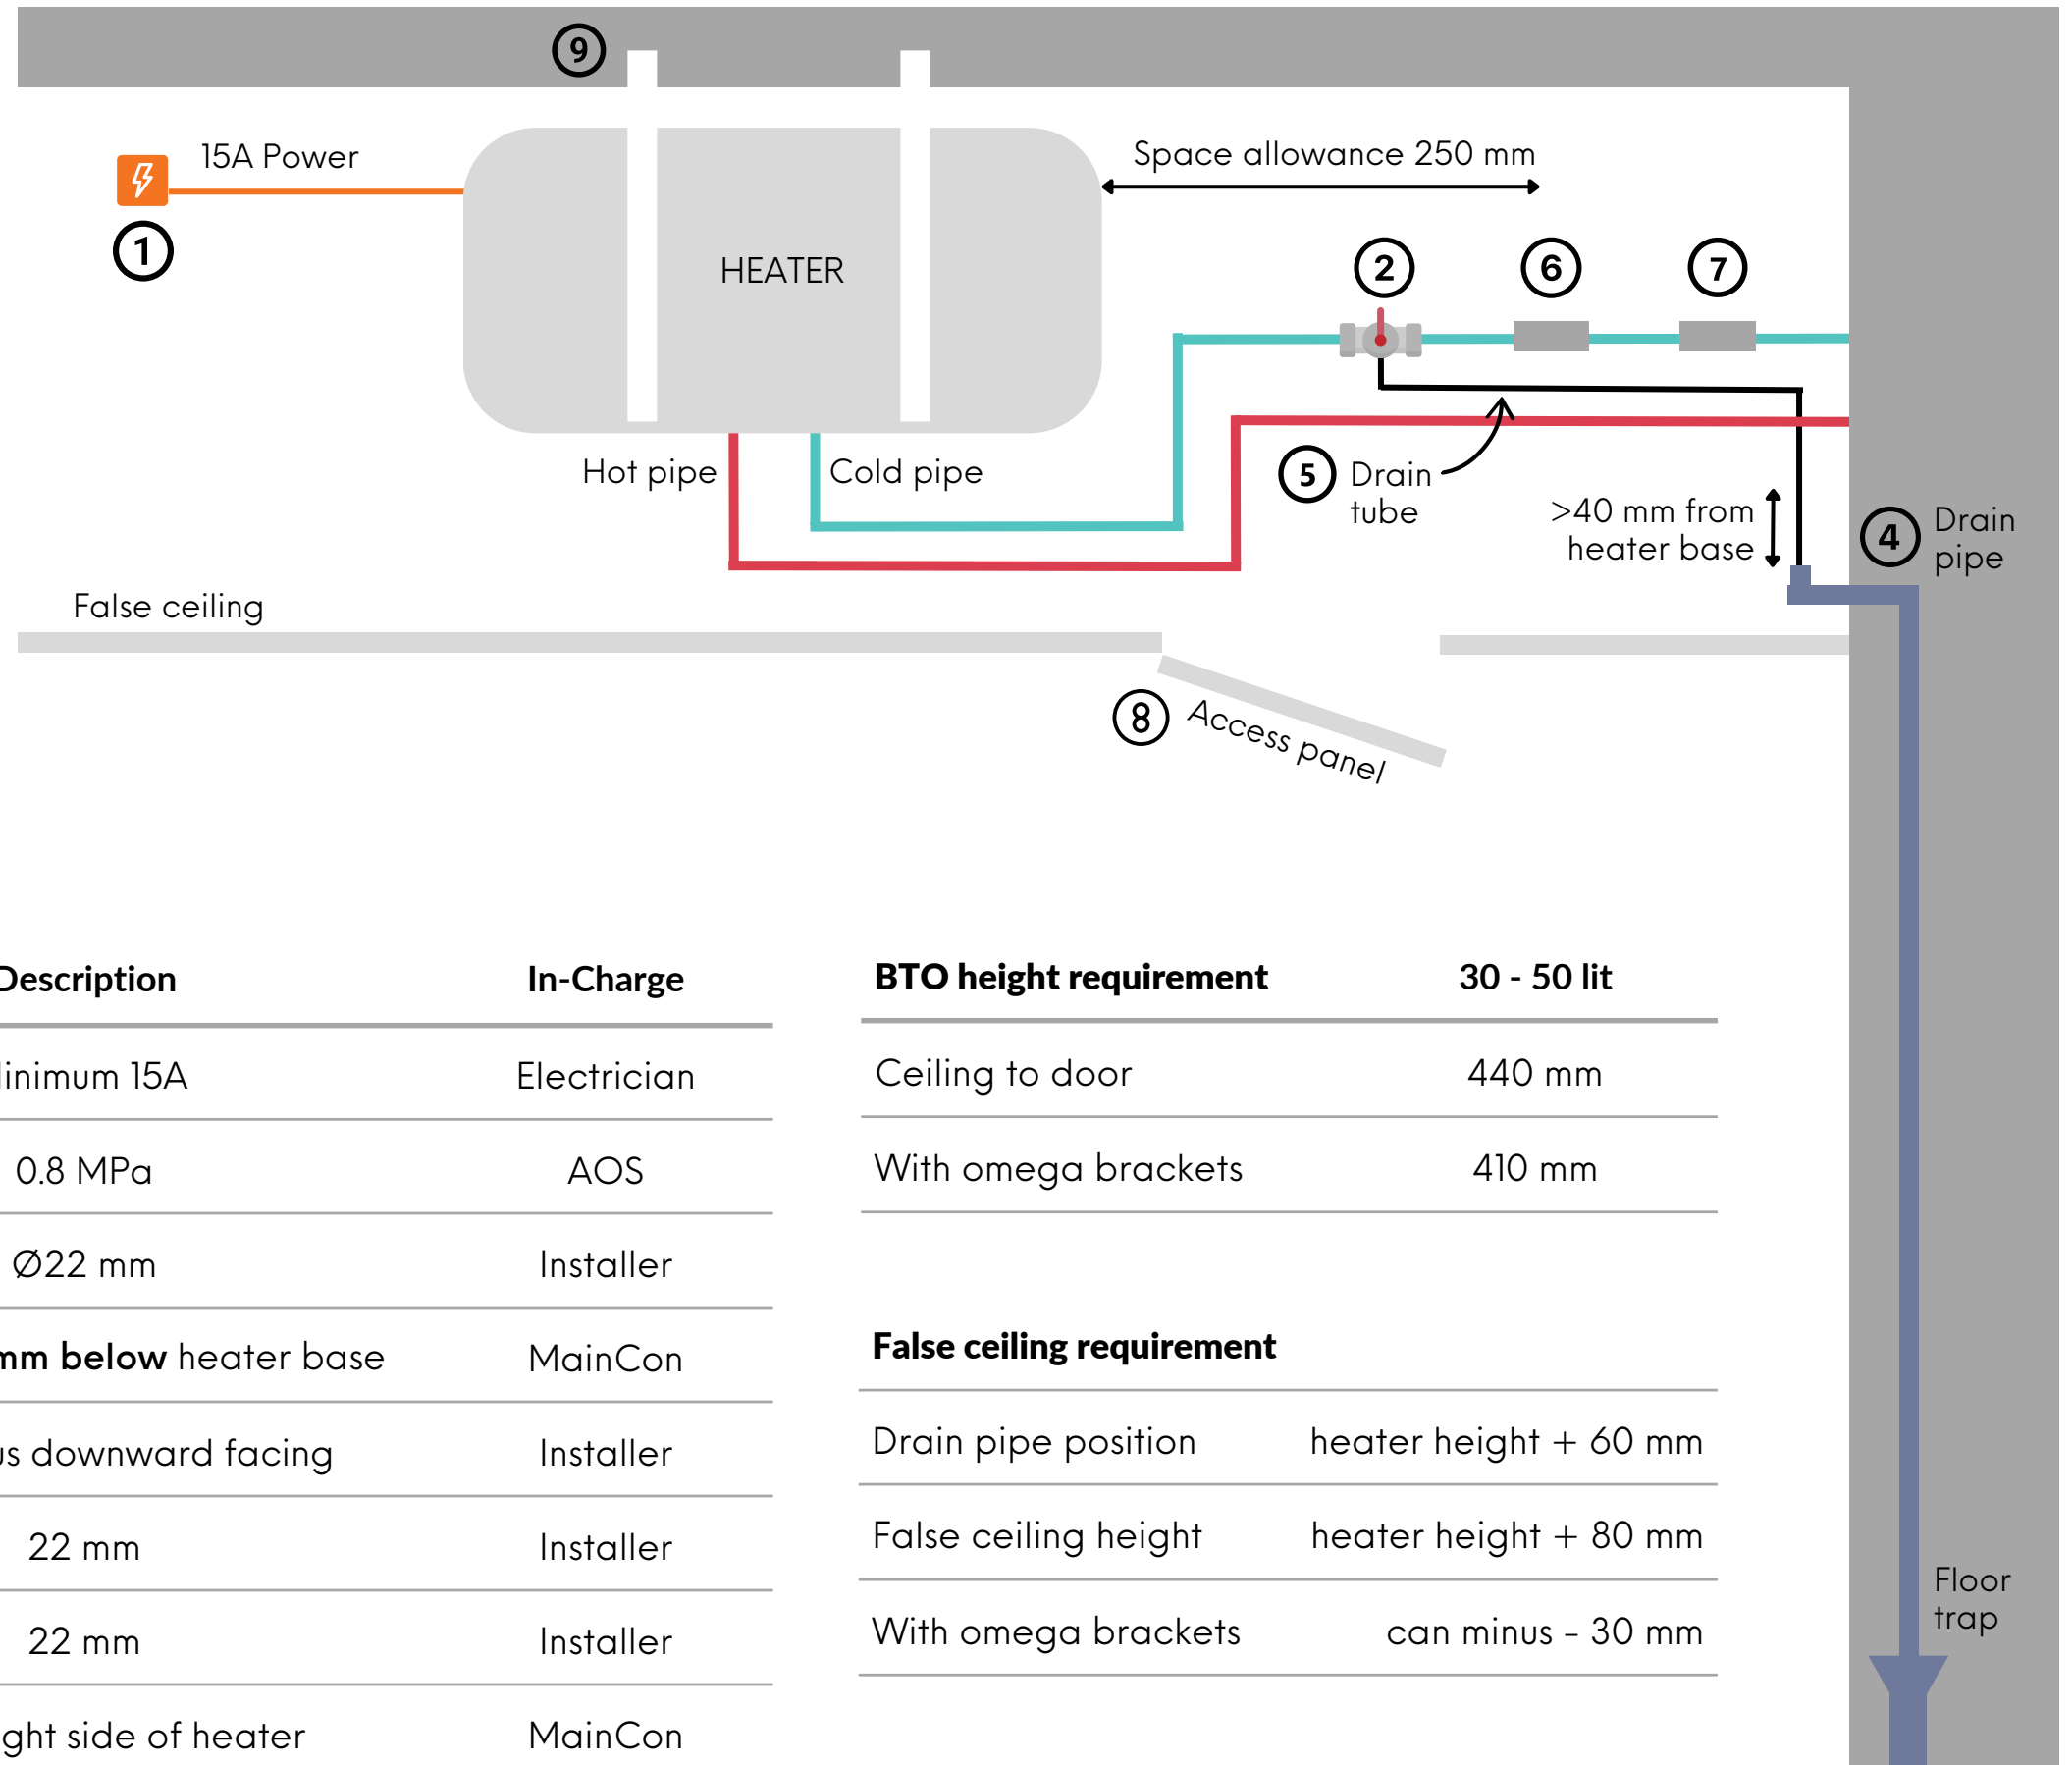 9
15A Power
Space allowance 250 mm
1
HEATER
2
6
7
Hot pipe
Cold pipe
5
Drain
tube
>40 mm from
heater base
4
Drain
pipe
False ceiling
8
Access panel
Description In-Charge
15A Electrician
0.8 MPa AOS
Ø22 mm Installer
mm below heater base MainCon
downward facing Installer
22 mm Installer
22 mm Installer
side of heater MainCon
BTO height requirement 30 - 50 lit
Ceiling to door 440 mm
With omega brackets 410 mm
False ceiling requirement
Drain pipe position heater height + 60 mm
False ceiling height heater height + 80 mm
With omega brackets can minus - 30 mm
Floor
trap